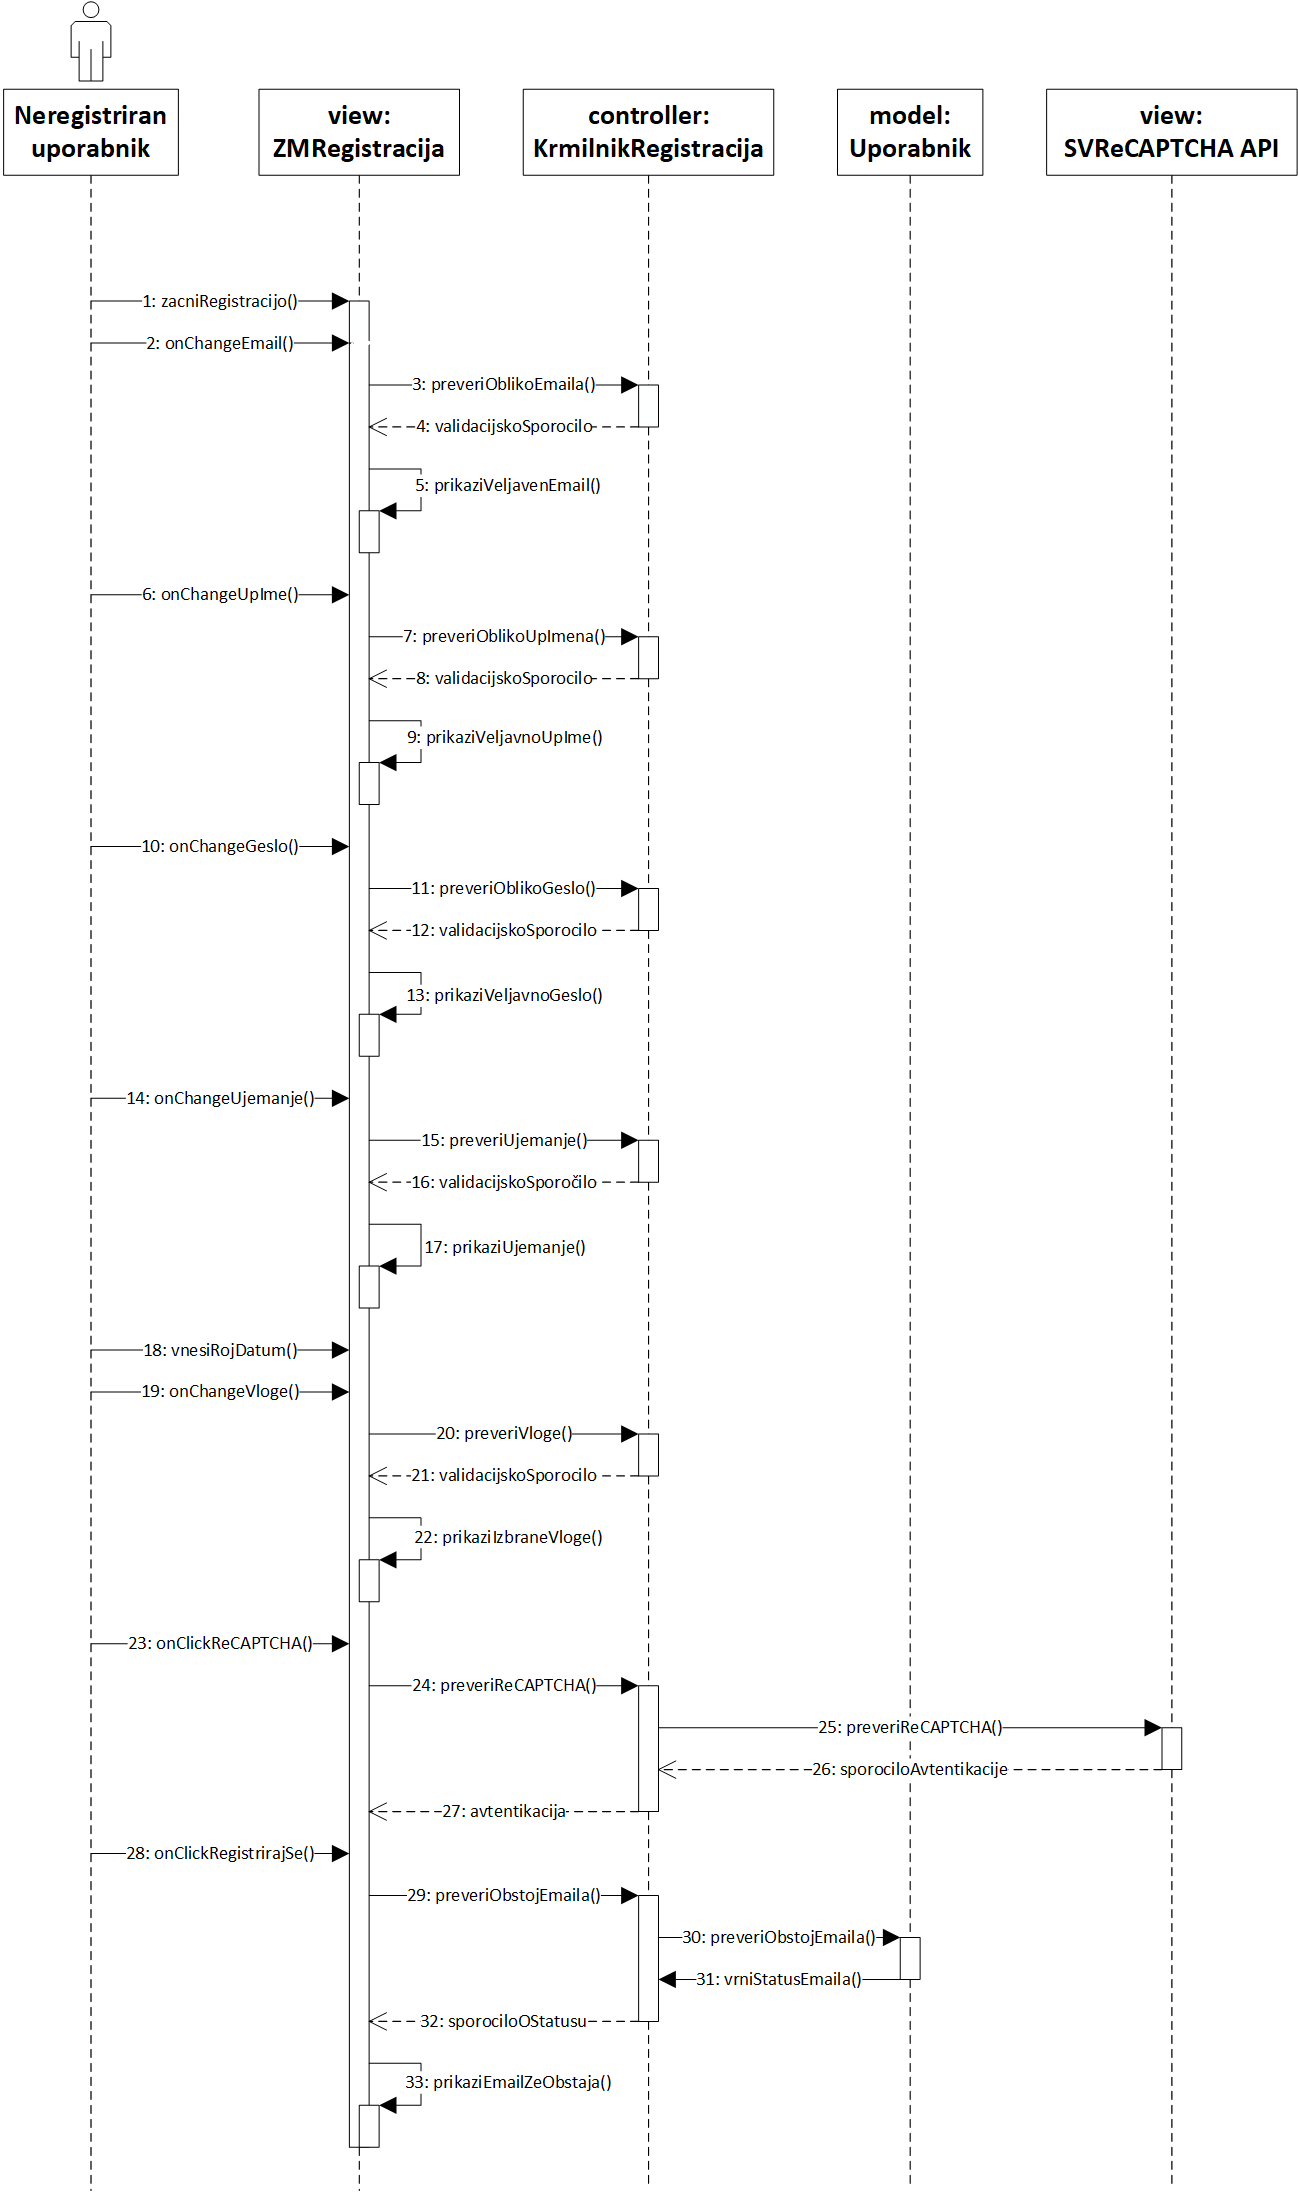 Neregistriran
uporabnik
view:
ZMRegistracija
controller:
KrmilnikRegistracija
model:
Uporabnik
view:
SVReCAPTCHA API
1: zacniRegistracijo()
2: onChangeEmail()
3: preveriOblikoEmaila()
4: validacijskoSporocilo
5: prikaziVeljavenEmail()
6: onChangeUpIme()
7: preveriOblikoUpImena()
8: validacijskoSporocilo
9: prikaziVeljavnoUpIme()
10: onChangeGeslo()
11: preveriOblikoGeslo()
12: validacijskoSporocilo
13: prikaziVeljavnoGeslo()
14: onChangeUjemanje()
15: preveriUjemanje()
16: validacijskoSporočilo
17: prikaziUjemanje()
18: vnesiRojDatum()
19: onChangeVloge()
20: preveriVloge()
21: validacijskoSporocilo
22: prikaziIzbraneVloge()
23: onClickReCAPTCHA()
24: preveriReCAPTCHA()
25: preveriReCAPTCHA()
26: sporociloAvtentikacije
27: avtentikacija
28: onClickRegistrirajSe()
29: preveriObstojEmaila()
30: preveriObstojEmaila()
31: vrniStatusEmaila()
32: sporociloOStatusu
33: prikaziEmailZeObstaja()